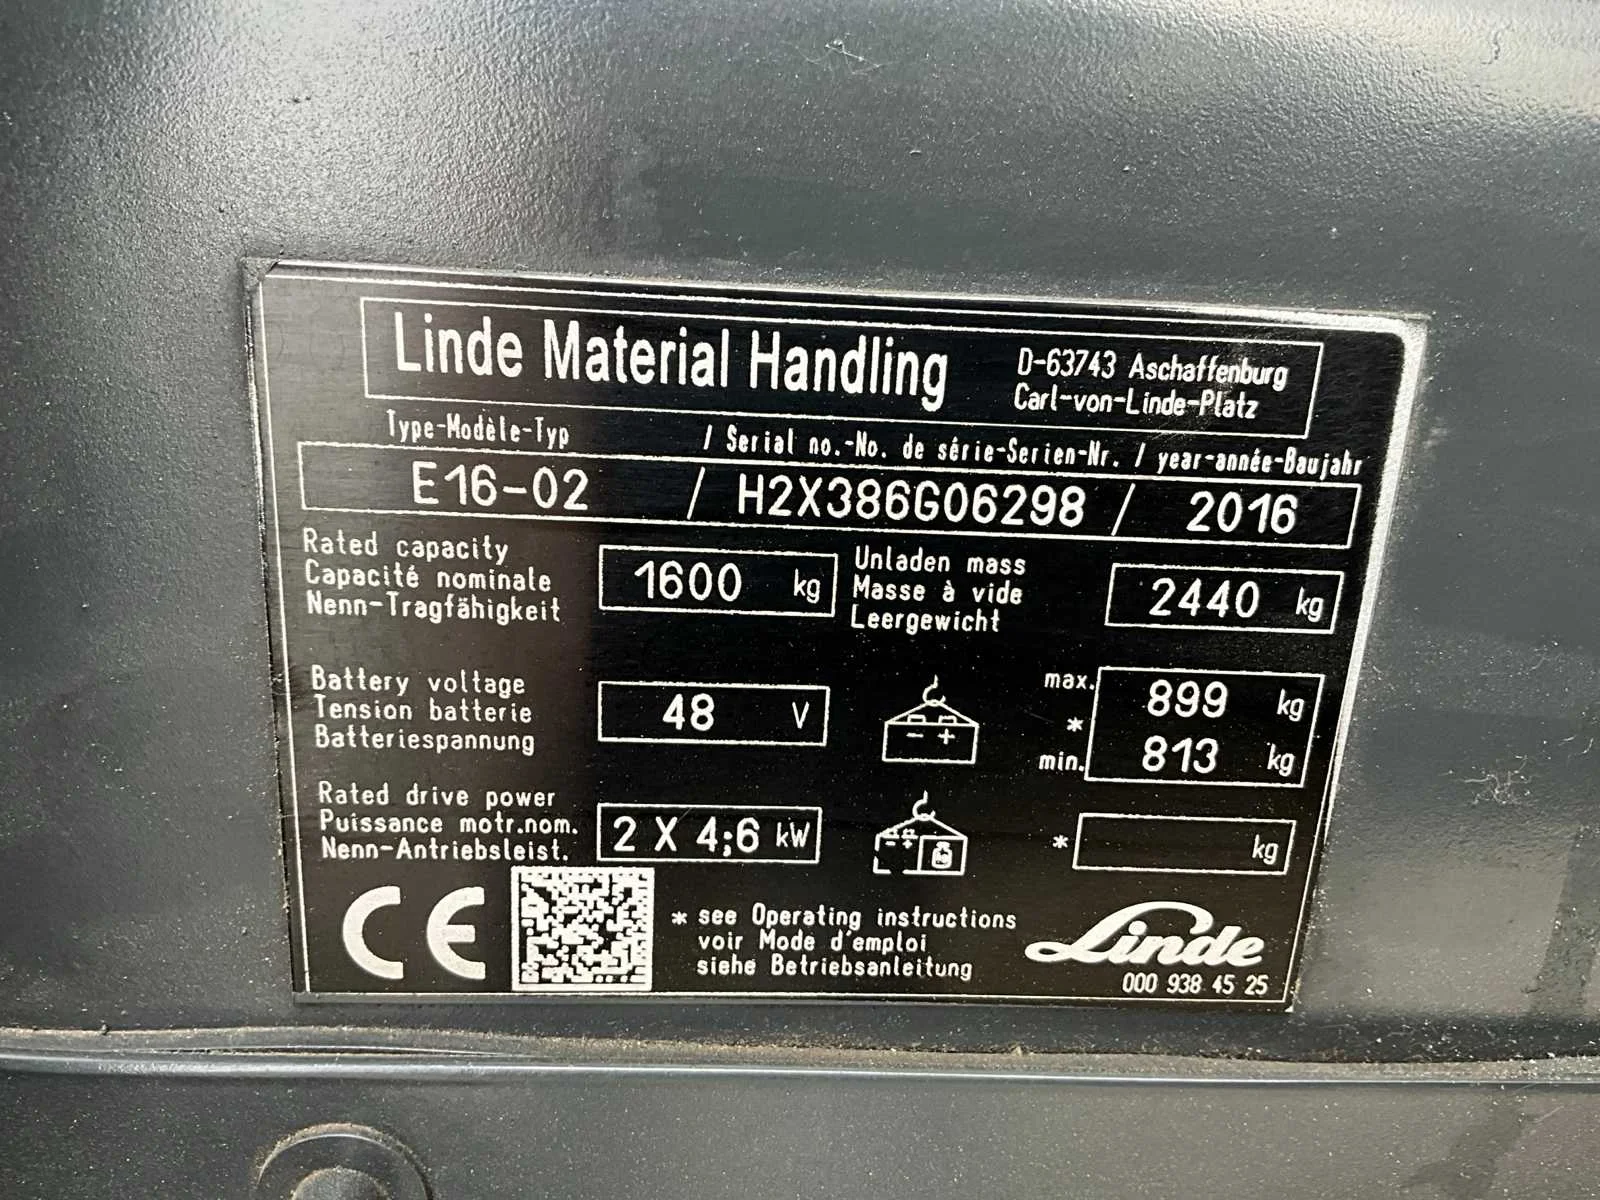 Linde Material Handling
D-63743 Aschaffenburg
Carl-von-Linde-Platz
Type-Modèle-Typ / Serial no.-No. de série-Serien-Nr. / year-année-Baujahr
E16-02 / H2X386G06298 / 2016
Rated capacity
Capacité nominale
Nenn-Tragfähigkeit
1600 kg
Unladen mass
Masse à vide
Leergewicht
2440 kg
Battery voltage
Tension batterie
Batteriespannung
48 V
- +
max. 899 kg
*
min. 813 kg
Rated drive power
Puissance motr.nom.
Nenn-Antriebsleist.
2 X 4;6 kW
* kg
CE
* see Operating instructions
voir Mode d'emploi
siehe Betriebsanleitung
Linde
000 938 45 25